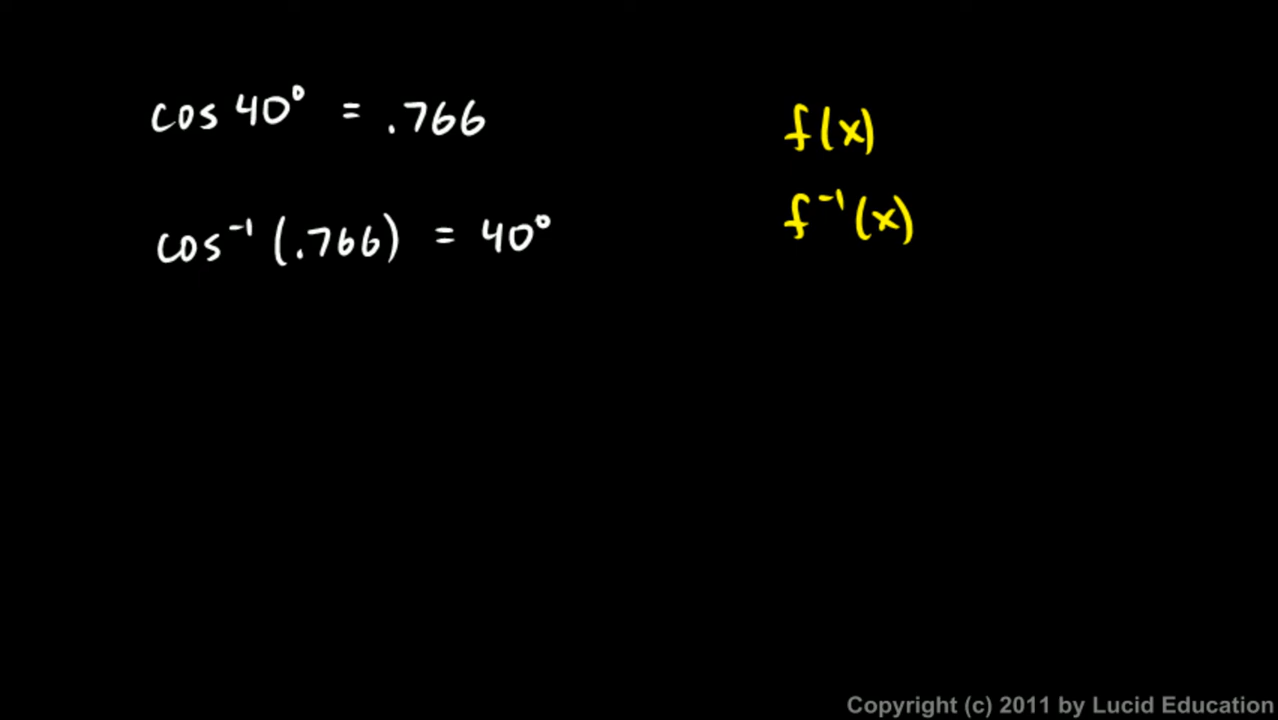 cos 40° = .766
f(x)
cos⁻¹ (.766) = 40°
f⁻¹(x)
Copyright (c) 2011 by Lucid Education